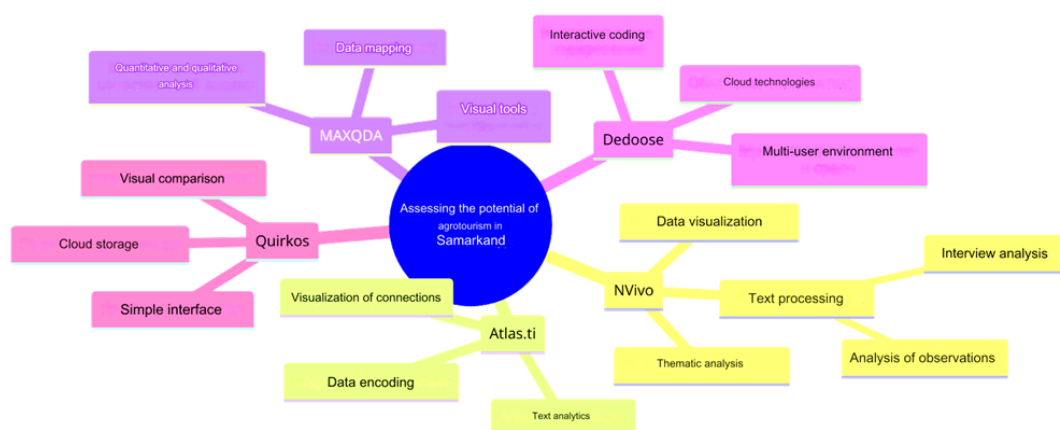 Data mapping
Quantitative and qualitative
analysis
Visual tools
MAXQDA
Interactive coding
Cloud technologies
Dedoose
Multi-user environment
Visual comparison
Cloud storage
Quirkos
Simple interface
Assessing the potential of
agrotourism in
Samarkand
Data visualization
Interview analysis
NVivo
Text processing
Analysis of observations
Thematic analysis
Visualization of connections
Atlas.ti
Data encoding
Text analytics